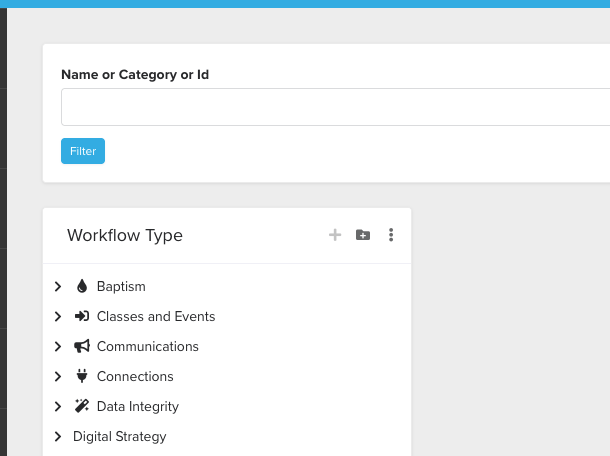 Name or Category or Id
Filter
Workflow Type
Baptism
Classes and Events
Communications
Connections
Data Integrity
Digital Strategy